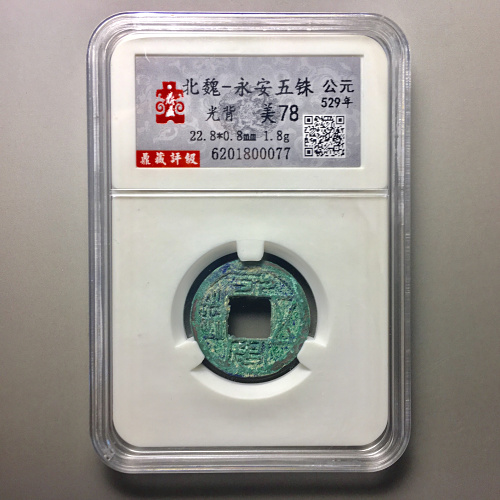 北魏-永安五铢 公元
529年
光背 美78
22.8*0.8mm 1.8g
鼎藏評級 6201800077